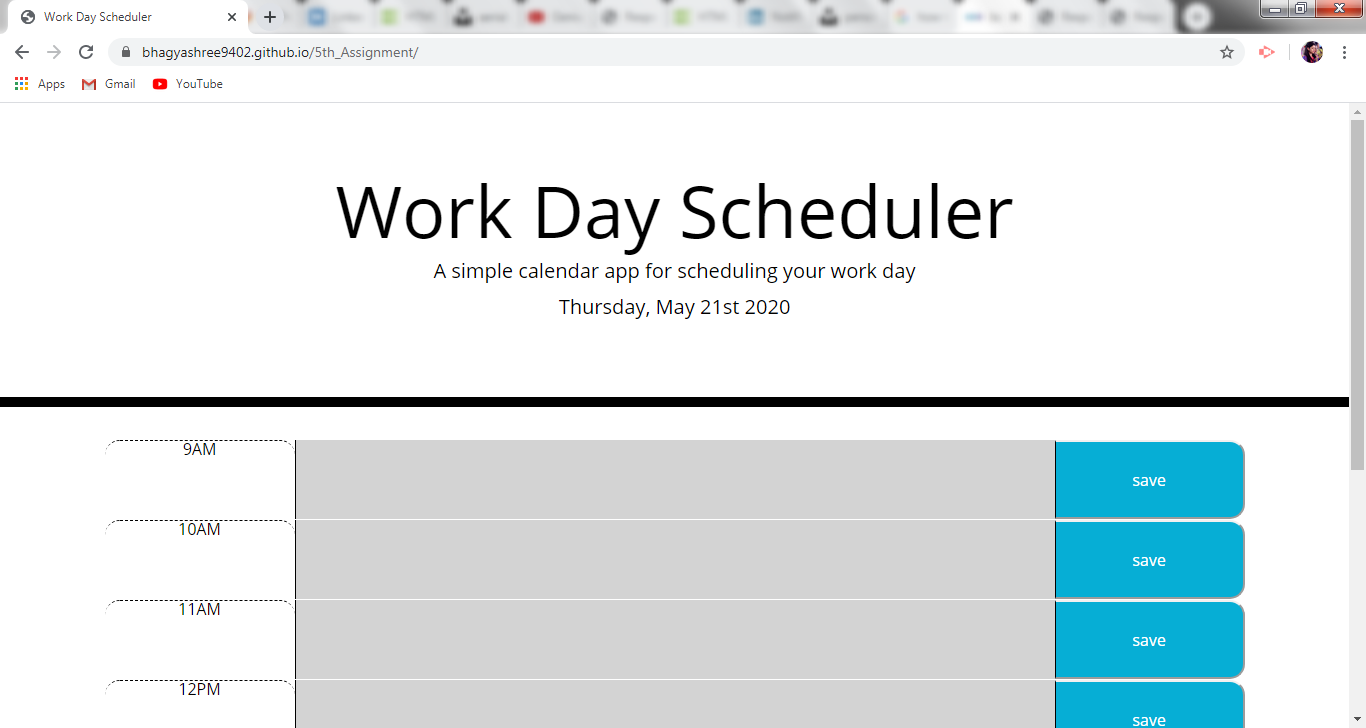 Work Day Scheduler
bhagyashree9402.github.io/5th_Assignment/
Apps Gmail YouTube
Work Day Scheduler
A simple calendar app for scheduling your work day
Thursday, May 21st 2020
9AM save
10AM save
11AM save
12PM save